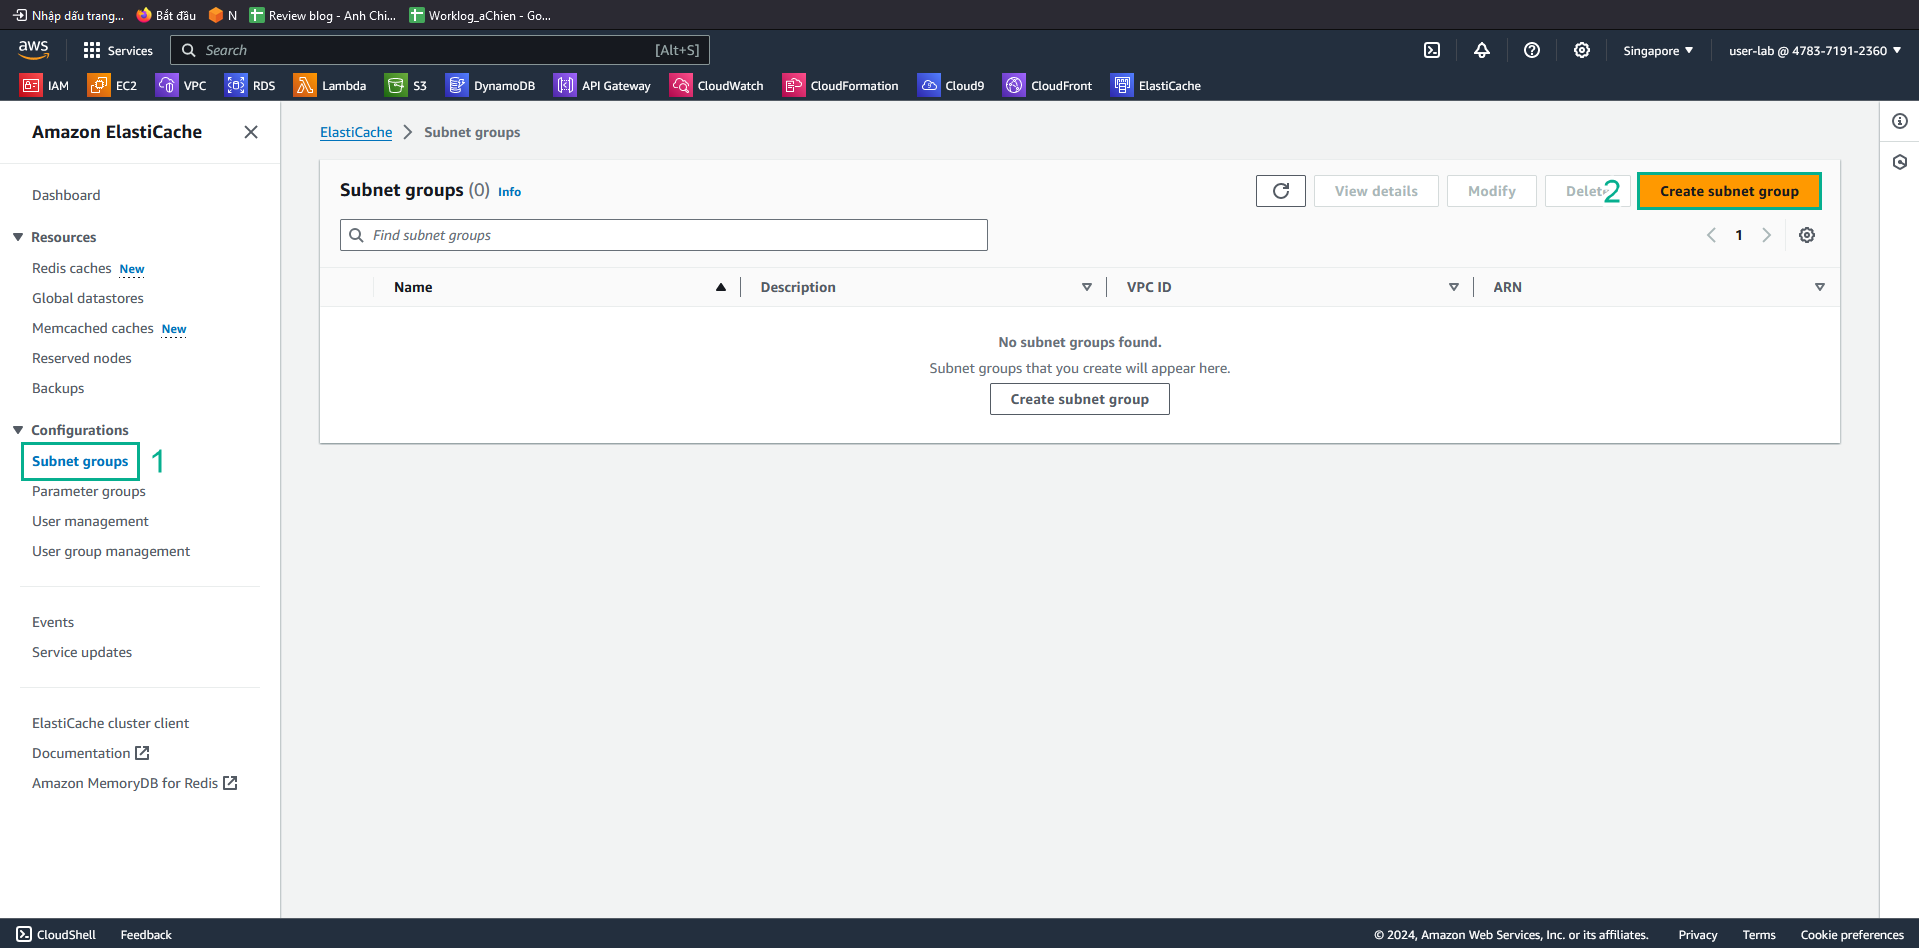 Nhập dấu trang... Bắt đầu N Review blog - Anh Chi... Worklog_aChien - Go...
aws Services Search [Alt+S] Singapore user-lab @ 4783-7191-2360
IAM EC2 VPC RDS Lambda S3 DynamoDB API Gateway CloudWatch CloudFormation Cloud9 CloudFront ElastiCache
Amazon ElastiCache
Dashboard
Resources
Redis caches New
Global datastores
Memcached caches New
Reserved nodes
Backups
Configurations
Subnet groups 1
Parameter groups
User management
User group management
Events
Service updates
ElastiCache cluster client
Documentation
Amazon MemoryDB for Redis
ElastiCache > Subnet groups
Subnet groups (0) Info
View details Modify Delete 2 Create subnet group
Find subnet groups
1
Name Description VPC ID ARN
No subnet groups found.
Subnet groups that you create will appear here.
Create subnet group
CloudShell Feedback © 2024, Amazon Web Services, Inc. or its affiliates. Privacy Terms Cookie preferences